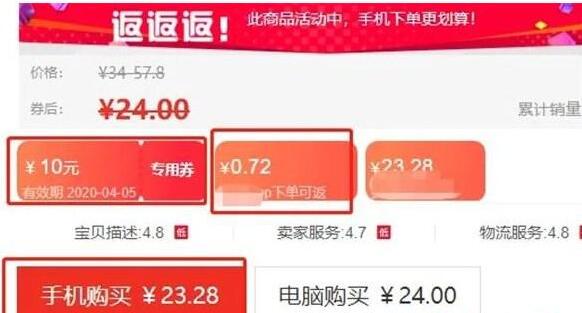 返返返! 此商品活动中，手机下单更划算!
价格: ¥34-57.8
券后: ¥24.00 累计销量
¥10元 专用券 ¥0.72 ¥23.28
有效期 2020-04-05 p下单可返
宝贝描述:4.8 低 卖家服务:4.7 低 物流服务:4.8
手机购买 ¥23.28 电脑购买 ¥24.00